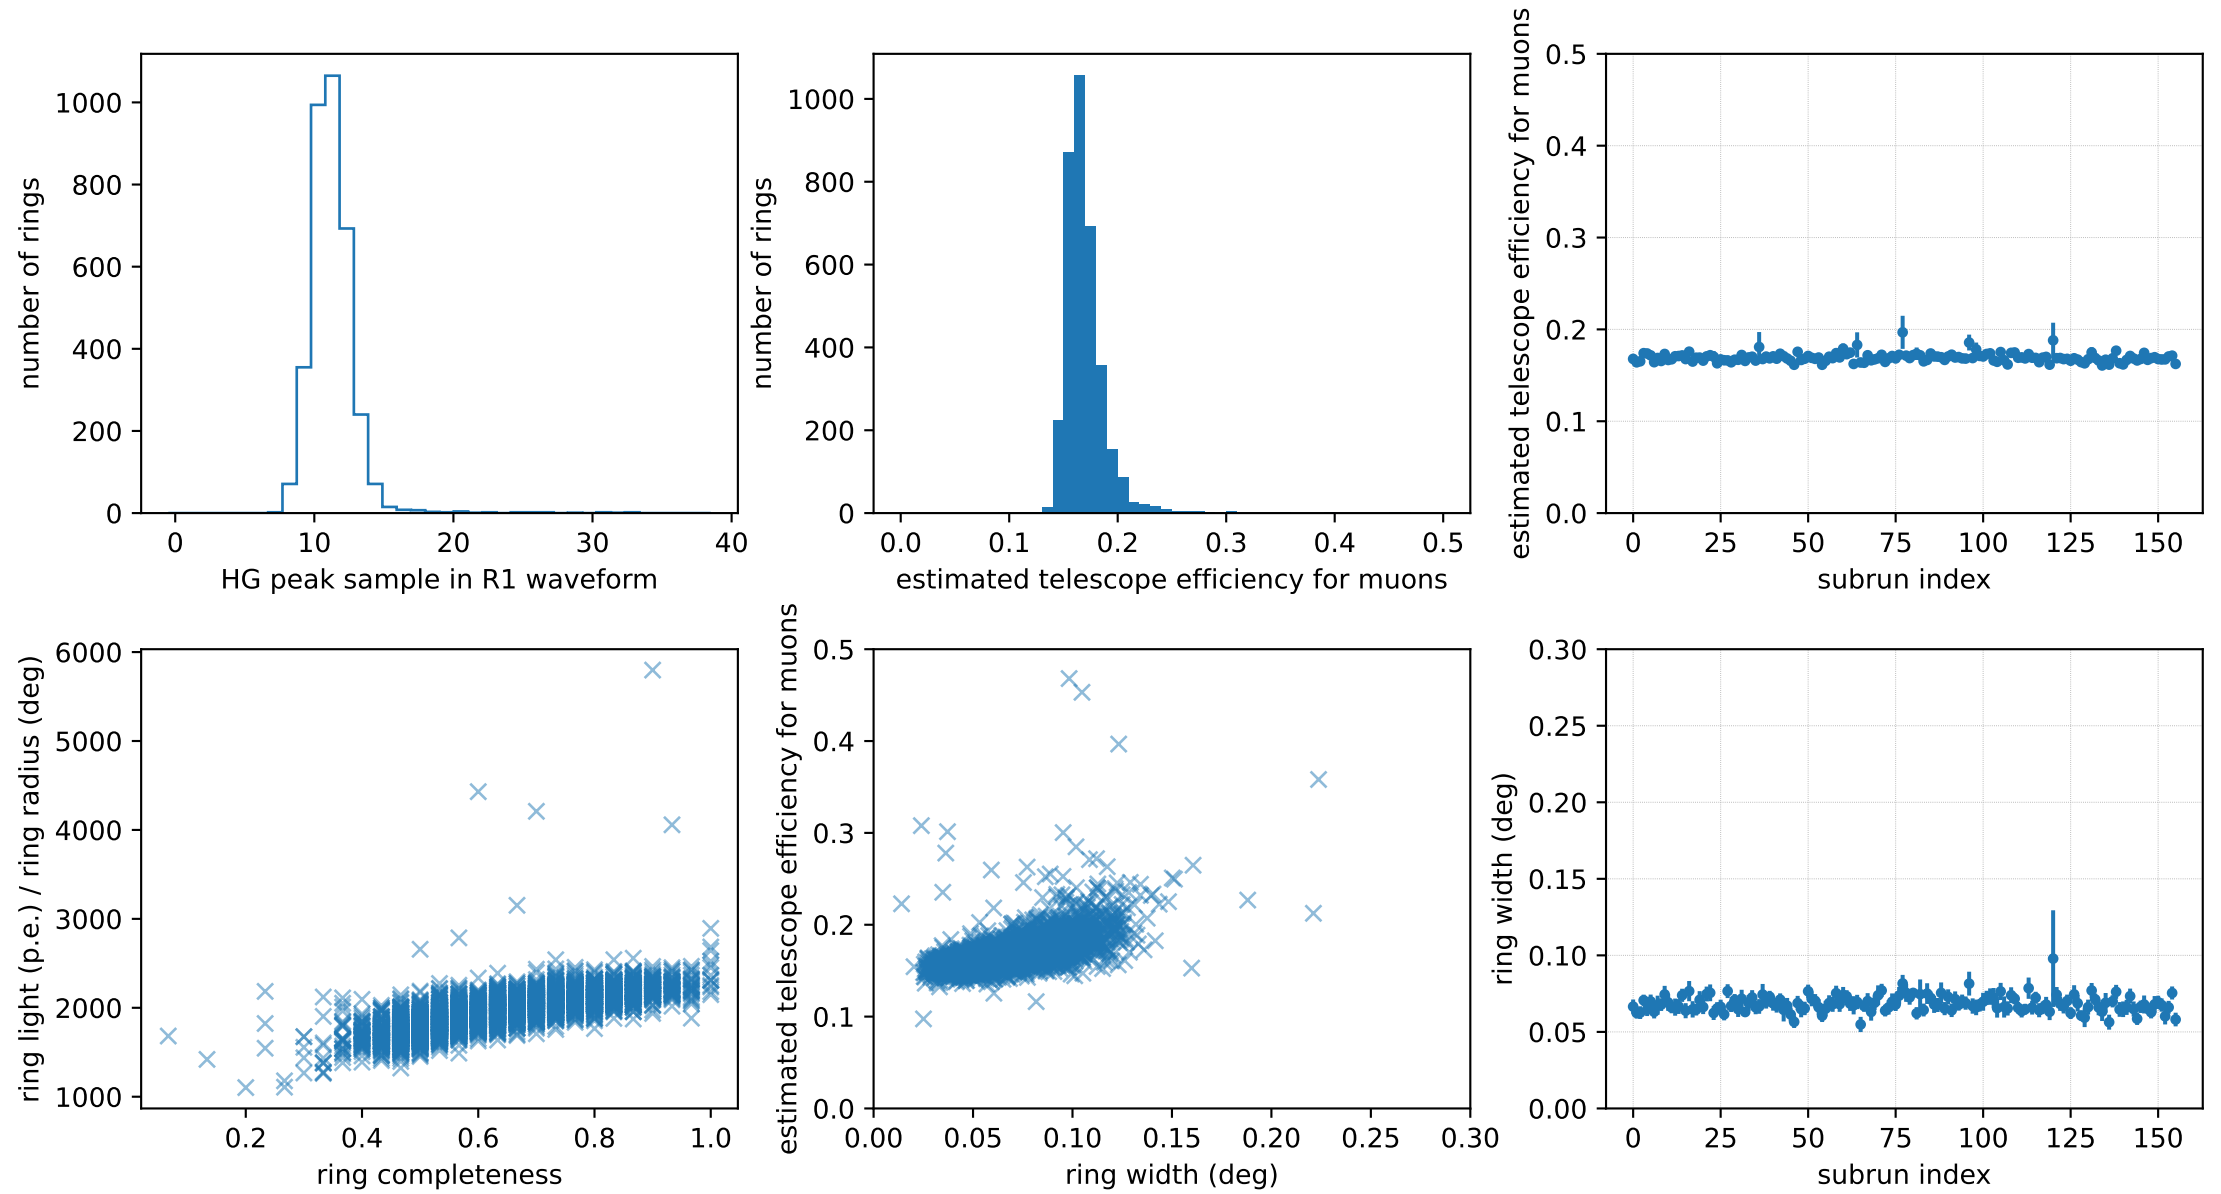 number of rings
1000
800
600
400
200
0
0 10 20 30 40
HG peak sample in R1 waveform
number of rings
1000
800
600
400
200
0
0.0 0.1 0.2 0.3 0.4 0.5
estimated telescope efficiency for muons
estimated telescope efficiency for muons
0.5
0.4
0.3
0.2
0.1
0.0
0 25 50 75 100 125 150
subrun index
ring light (p.e.) / ring radius (deg)
6000
5000
4000
3000
2000
1000
0.2 0.4 0.6 0.8 1.0
ring completeness
estimated telescope efficiency for muons
0.5
0.4
0.3
0.2
0.1
0.0
0.00 0.05 0.10 0.15 0.20 0.25 0.30
ring width (deg)
ring width (deg)
0.30
0.25
0.20
0.15
0.10
0.05
0.00
0 25 50 75 100 125 150
subrun index